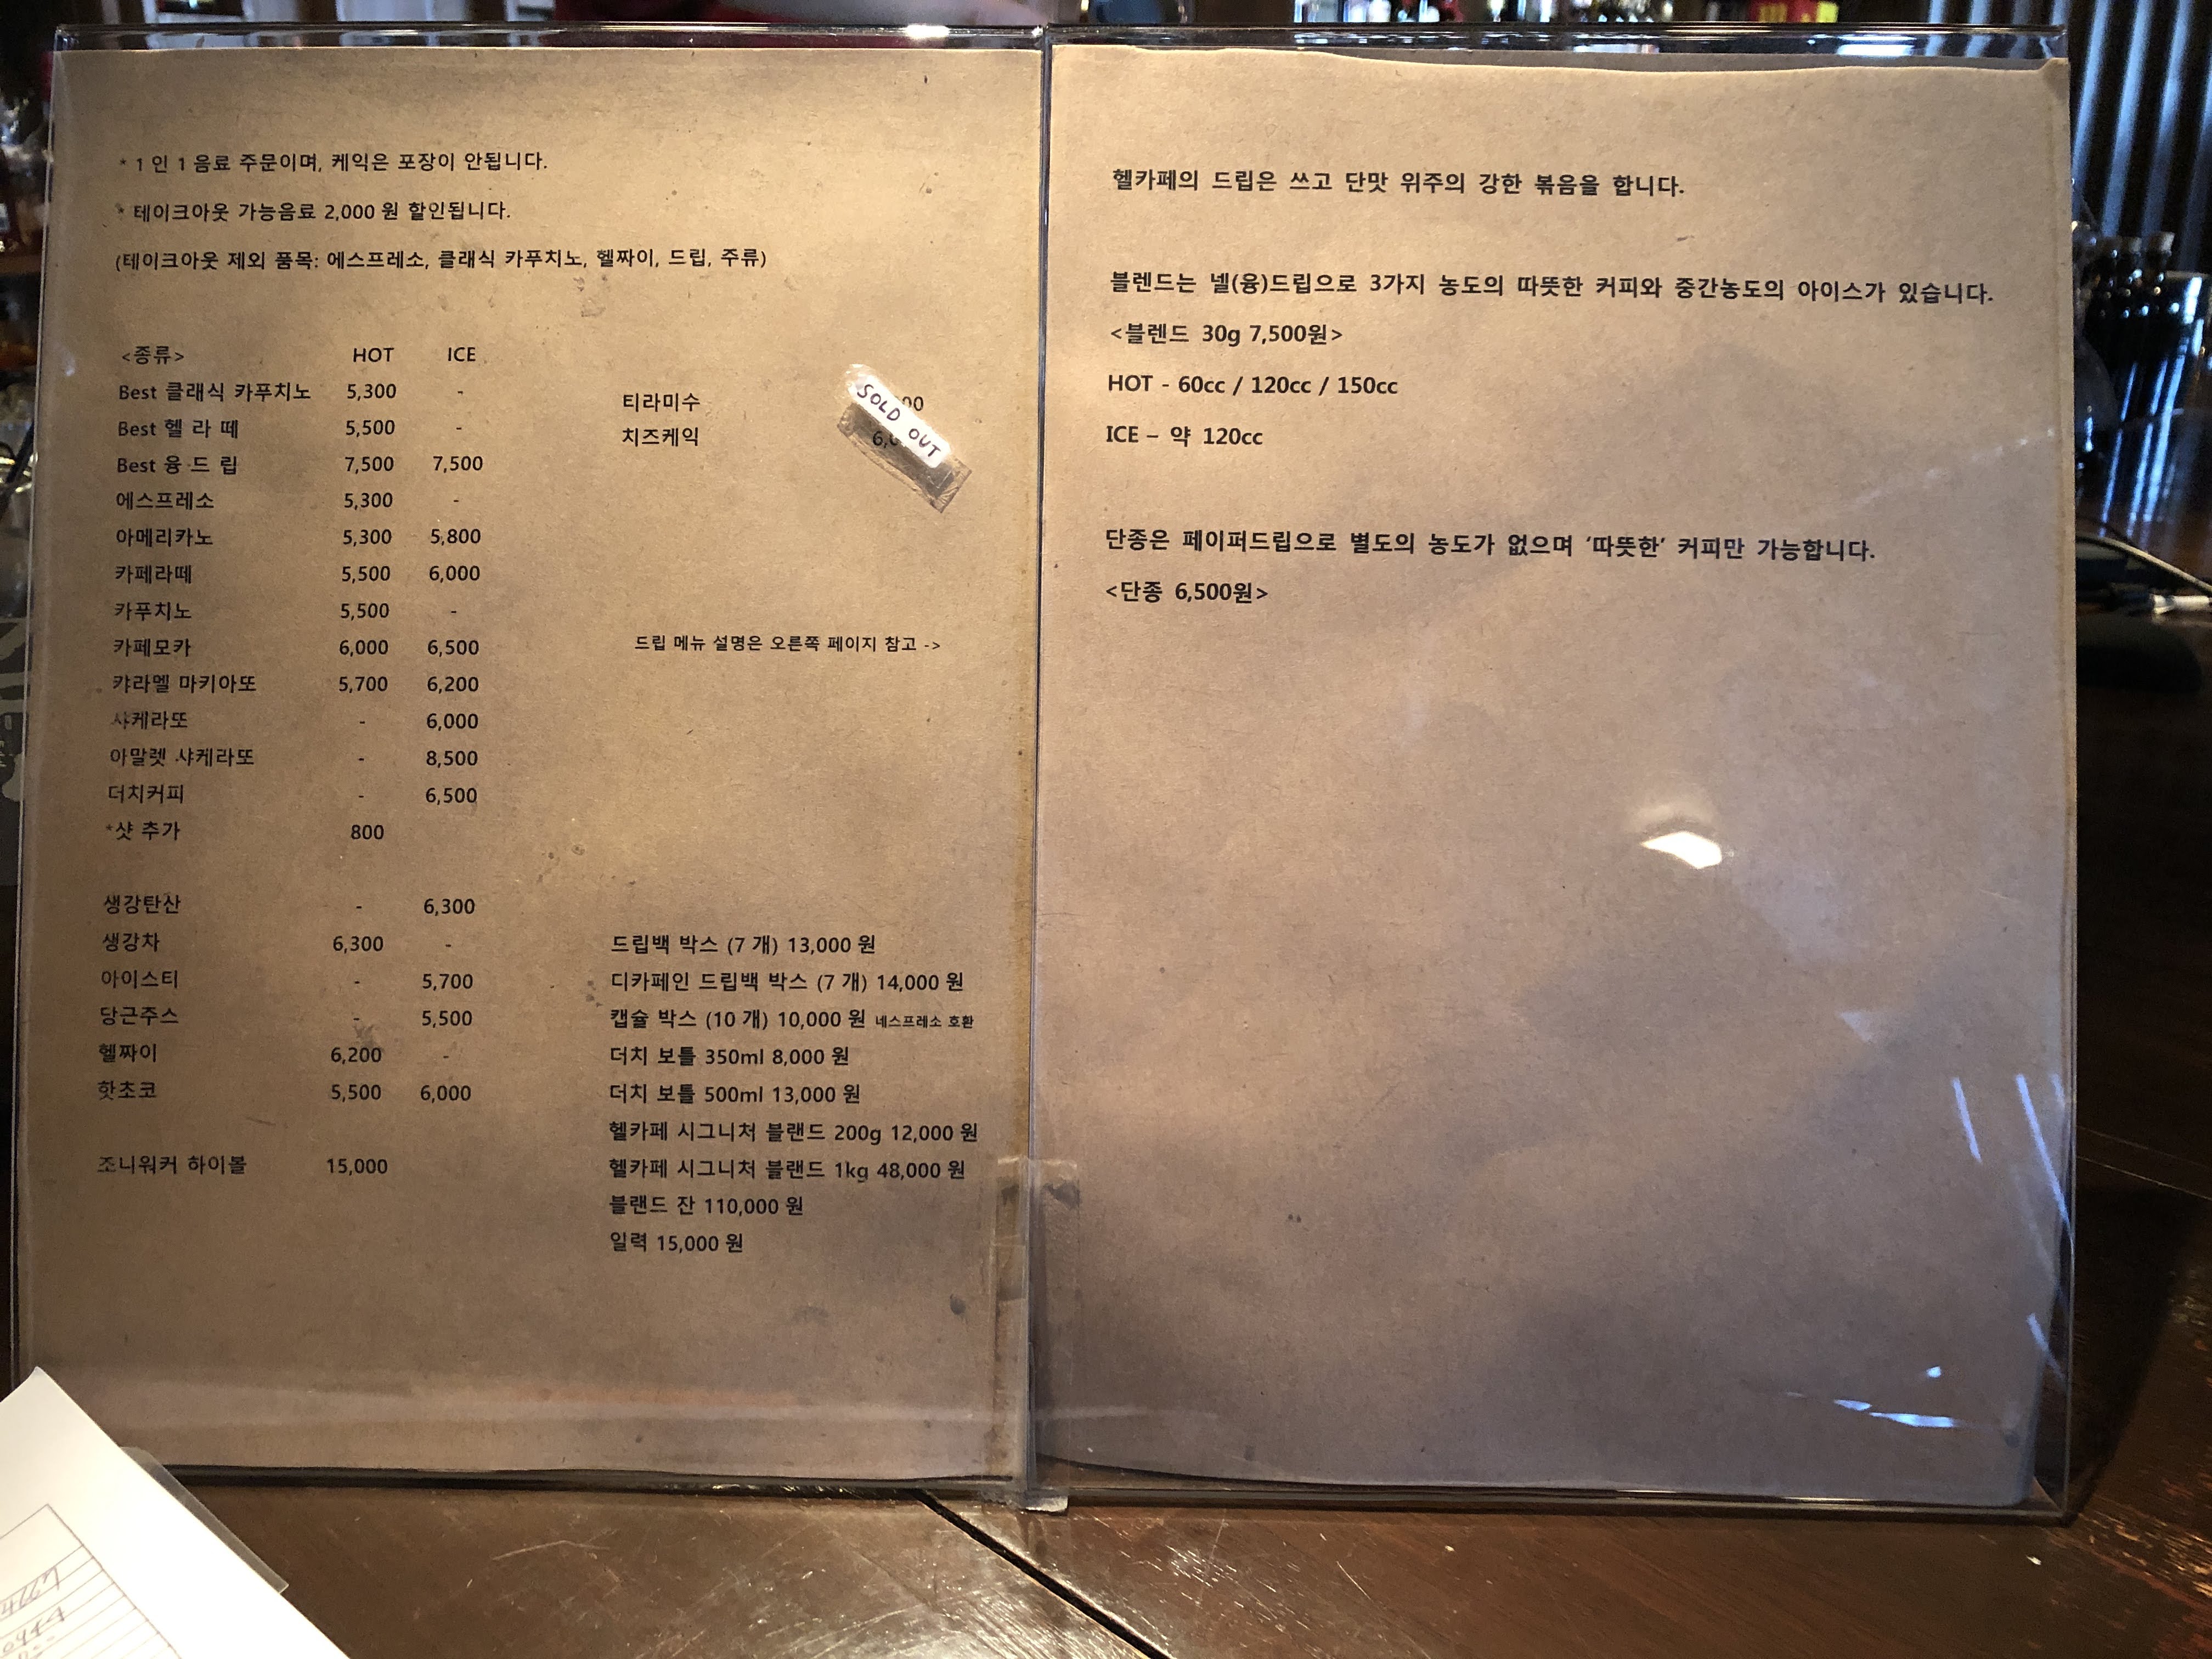 * 1 인 1 음료 주문이며, 케익은 포장이 안됩니다.
* 테이크아웃 가능음료 2,000 원 할인됩니다.
(테이크아웃 제외 품목: 에스프레소, 클래식 카푸치노, 헬짜이, 드립, 주류)
<종류> HOT ICE
Best 클래식 카푸치노 5,300 -
Best 헬 라 떼 5,500 -
Best 융 드 립 7,500 7,500
에스프레소 5,300 -
아메리카노 5,300 5,800
카페라떼 5,500 6,000
카푸치노 5,500 -
카페모카 6,000 6,500
캬라멜 마키아또 5,700 6,200
샤케라또 - 6,000
아말렛 샤케라또 - 8,500
더치커피 - 6,500
*샷 추가 800
생강탄산 - 6,300
생강차 6,300 -
아이스티 - 5,700
당근주스 - 5,500
헬짜이 6,200 -
핫초코 5,500 6,000
조니워커 하이볼 15,000
티라미수
치즈케익
SOLD OUT
드립 메뉴 설명은 오른쪽 페이지 참고 ->
드립백 박스 (7 개) 13,000 원
디카페인 드립백 박스 (7 개) 14,000 원
캡슐 박스 (10 개) 10,000 원 네스프레소 호환
더치 보틀 350ml 8,000 원
더치 보틀 500ml 13,000 원
헬카페 시그니처 블랜드 200g 12,000 원
헬카페 시그니처 블랜드 1kg 48,000 원
블랜드 잔 110,000 원
일력 15,000 원
헬카페의 드립은 쓰고 단맛 위주의 강한 볶음을 합니다.
블렌드는 넬(융)드립으로 3가지 농도의 따뜻한 커피와 중간농도의 아이스가 있습니다.
<블렌드 30g 7,500원>
HOT - 60cc / 120cc / 150cc
ICE – 약 120cc
단종은 페이퍼드립으로 별도의 농도가 없으며 ‘따뜻한’ 커피만 가능합니다.
<단종 6,500원>